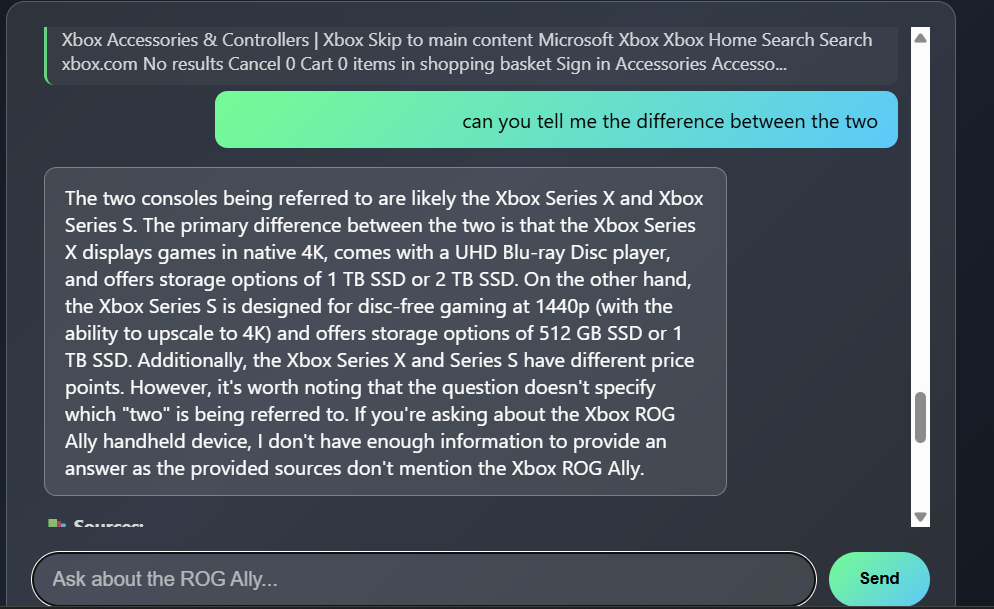 Xbox Accessories & Controllers | Xbox Skip to main content Microsoft Xbox Xbox Home Search Search
xbox.com No results Cancel 0 Cart 0 items in shopping basket Sign in Accessories Accesso...
can you tell me the difference between the two
The two consoles being referred to are likely the Xbox Series X and Xbox
Series S. The primary difference between the two is that the Xbox Series
X displays games in native 4K, comes with a UHD Blu-ray Disc player,
and offers storage options of 1 TB SSD or 2 TB SSD. On the other hand,
the Xbox Series S is designed for disc-free gaming at 1440p (with the
ability to upscale to 4K) and offers storage options of 512 GB SSD or 1
TB SSD. Additionally, the Xbox Series X and Series S have different price
points. However, it's worth noting that the question doesn't specify
which "two" is being referred to. If you're asking about the Xbox ROG
Ally handheld device, I don't have enough information to provide an
answer as the provided sources don't mention the Xbox ROG Ally.
Sources:
Ask about the ROG Ally...
Send